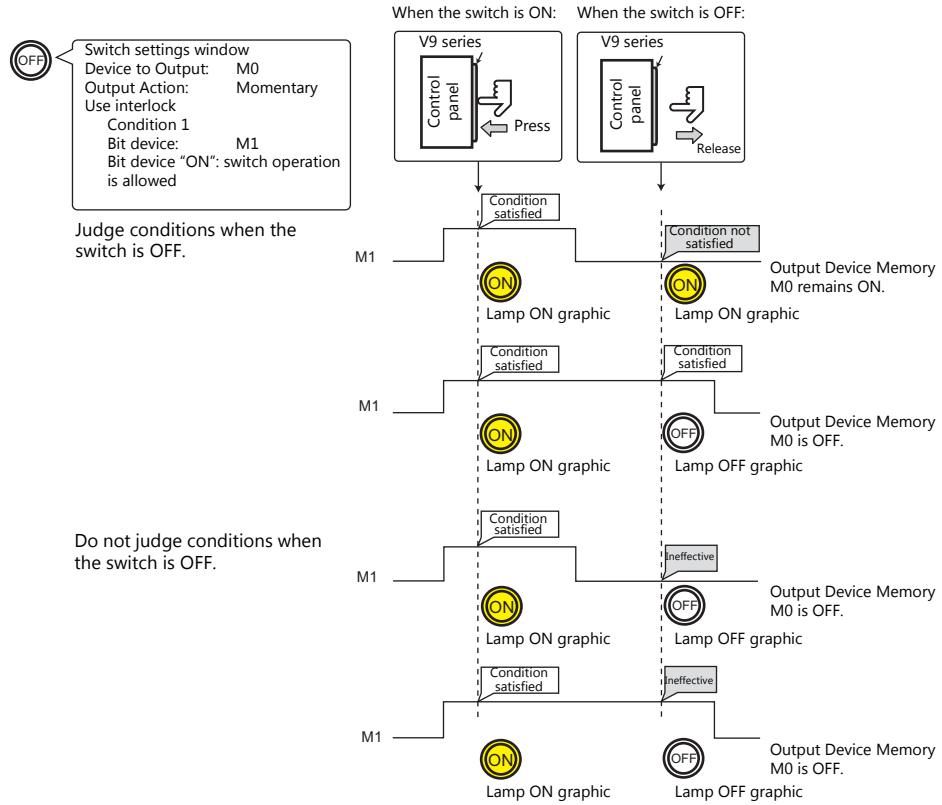 When the switch is ON:
When the switch is OFF:
OFF
Switch settings window
Device to Output: M0
Output Action: Momentary
Use interlock
Condition 1
Bit device: M1
Bit device “ON”: switch operation
is allowed
V9 series
Control
panel
Press
V9 series
Control
panel
Release
Judge conditions when the
switch is OFF.
M1
Condition
satisfied
Condition not
satisfied
ON
Lamp ON graphic
ON
Lamp ON graphic
Output Device Memory
M0 remains ON.
M1
Condition
satisfied
Condition
satisfied
ON
Lamp ON graphic
OFF
Lamp OFF graphic
Output Device Memory
M0 is OFF.
Do not judge conditions when
the switch is OFF.
M1
Condition
satisfied
Ineffective
ON
Lamp ON graphic
OFF
Lamp OFF graphic
Output Device Memory
M0 is OFF.
M1
Condition
satisfied
Ineffective
ON
Lamp ON graphic
OFF
Lamp OFF graphic
Output Device Memory
M0 is OFF.